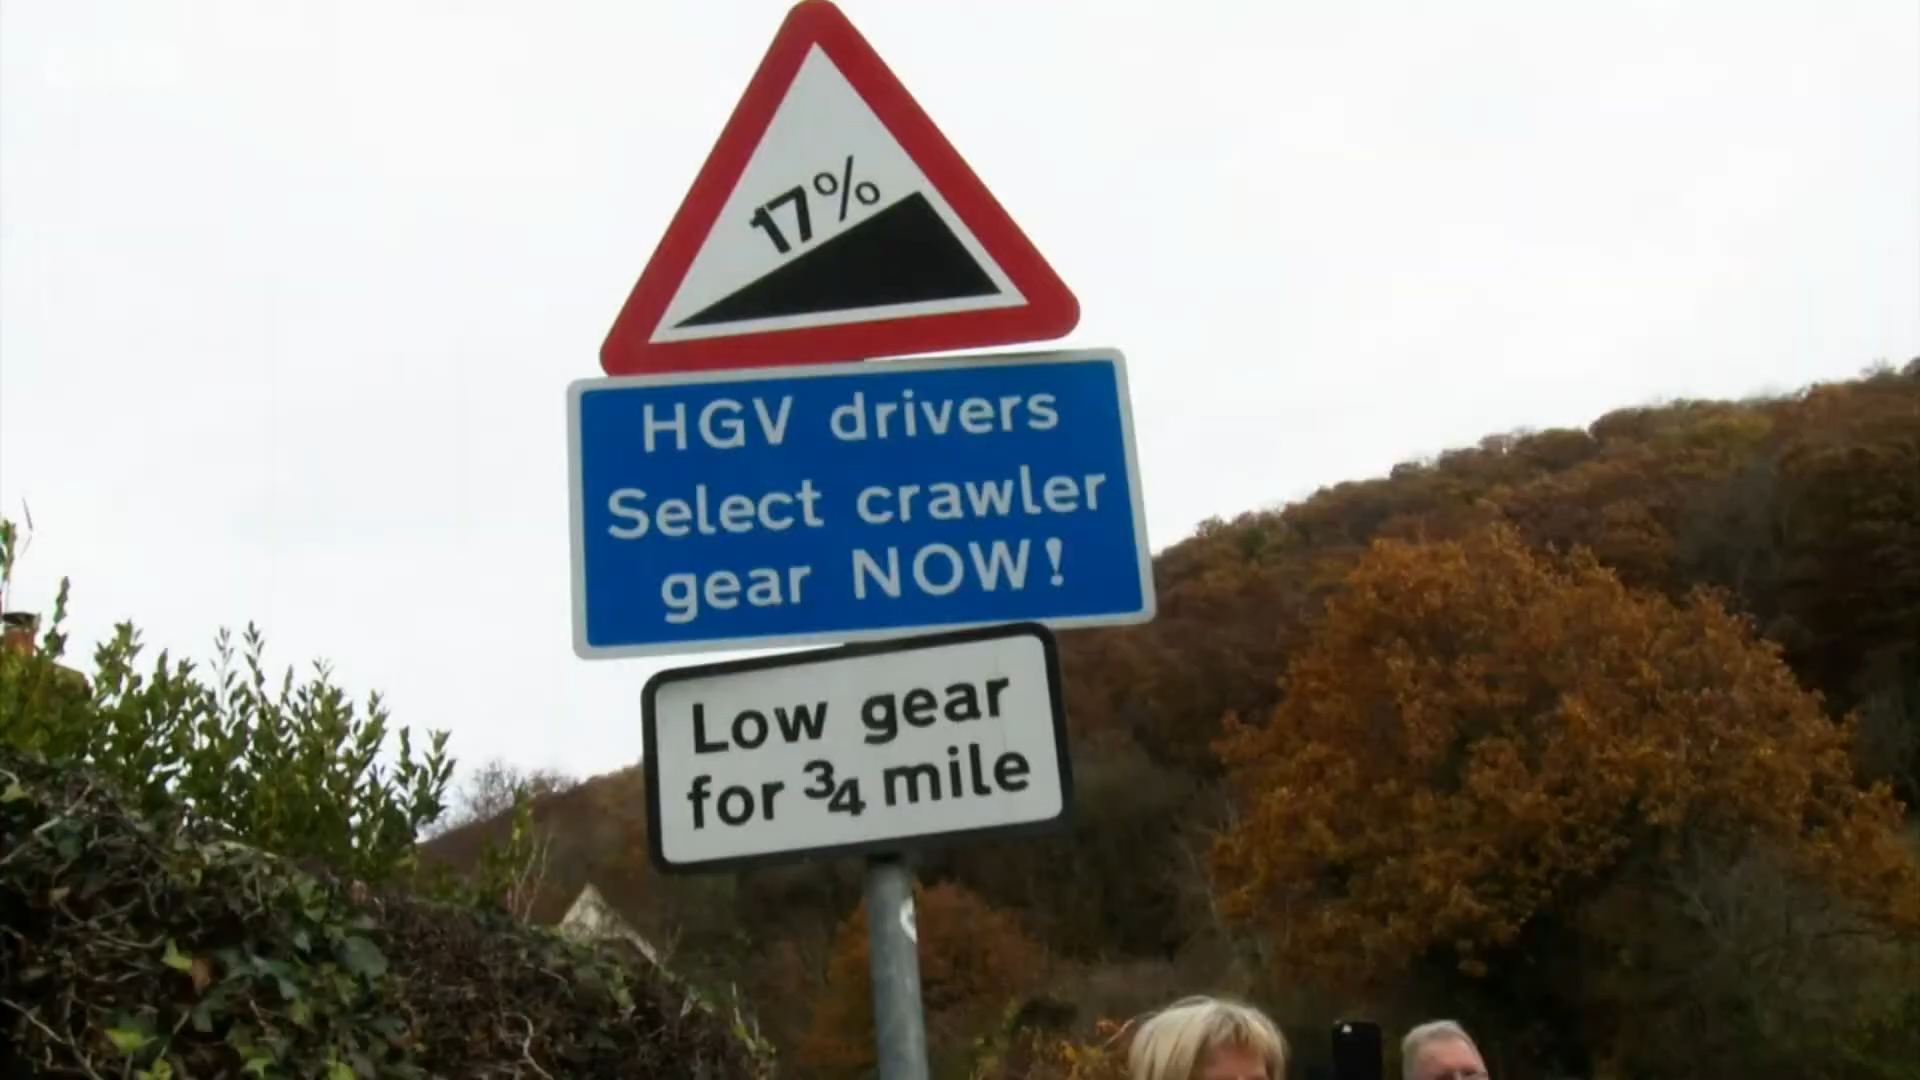 17%
HGV drivers
Select crawler
gear NOW!
Low gear
for ¾ mile